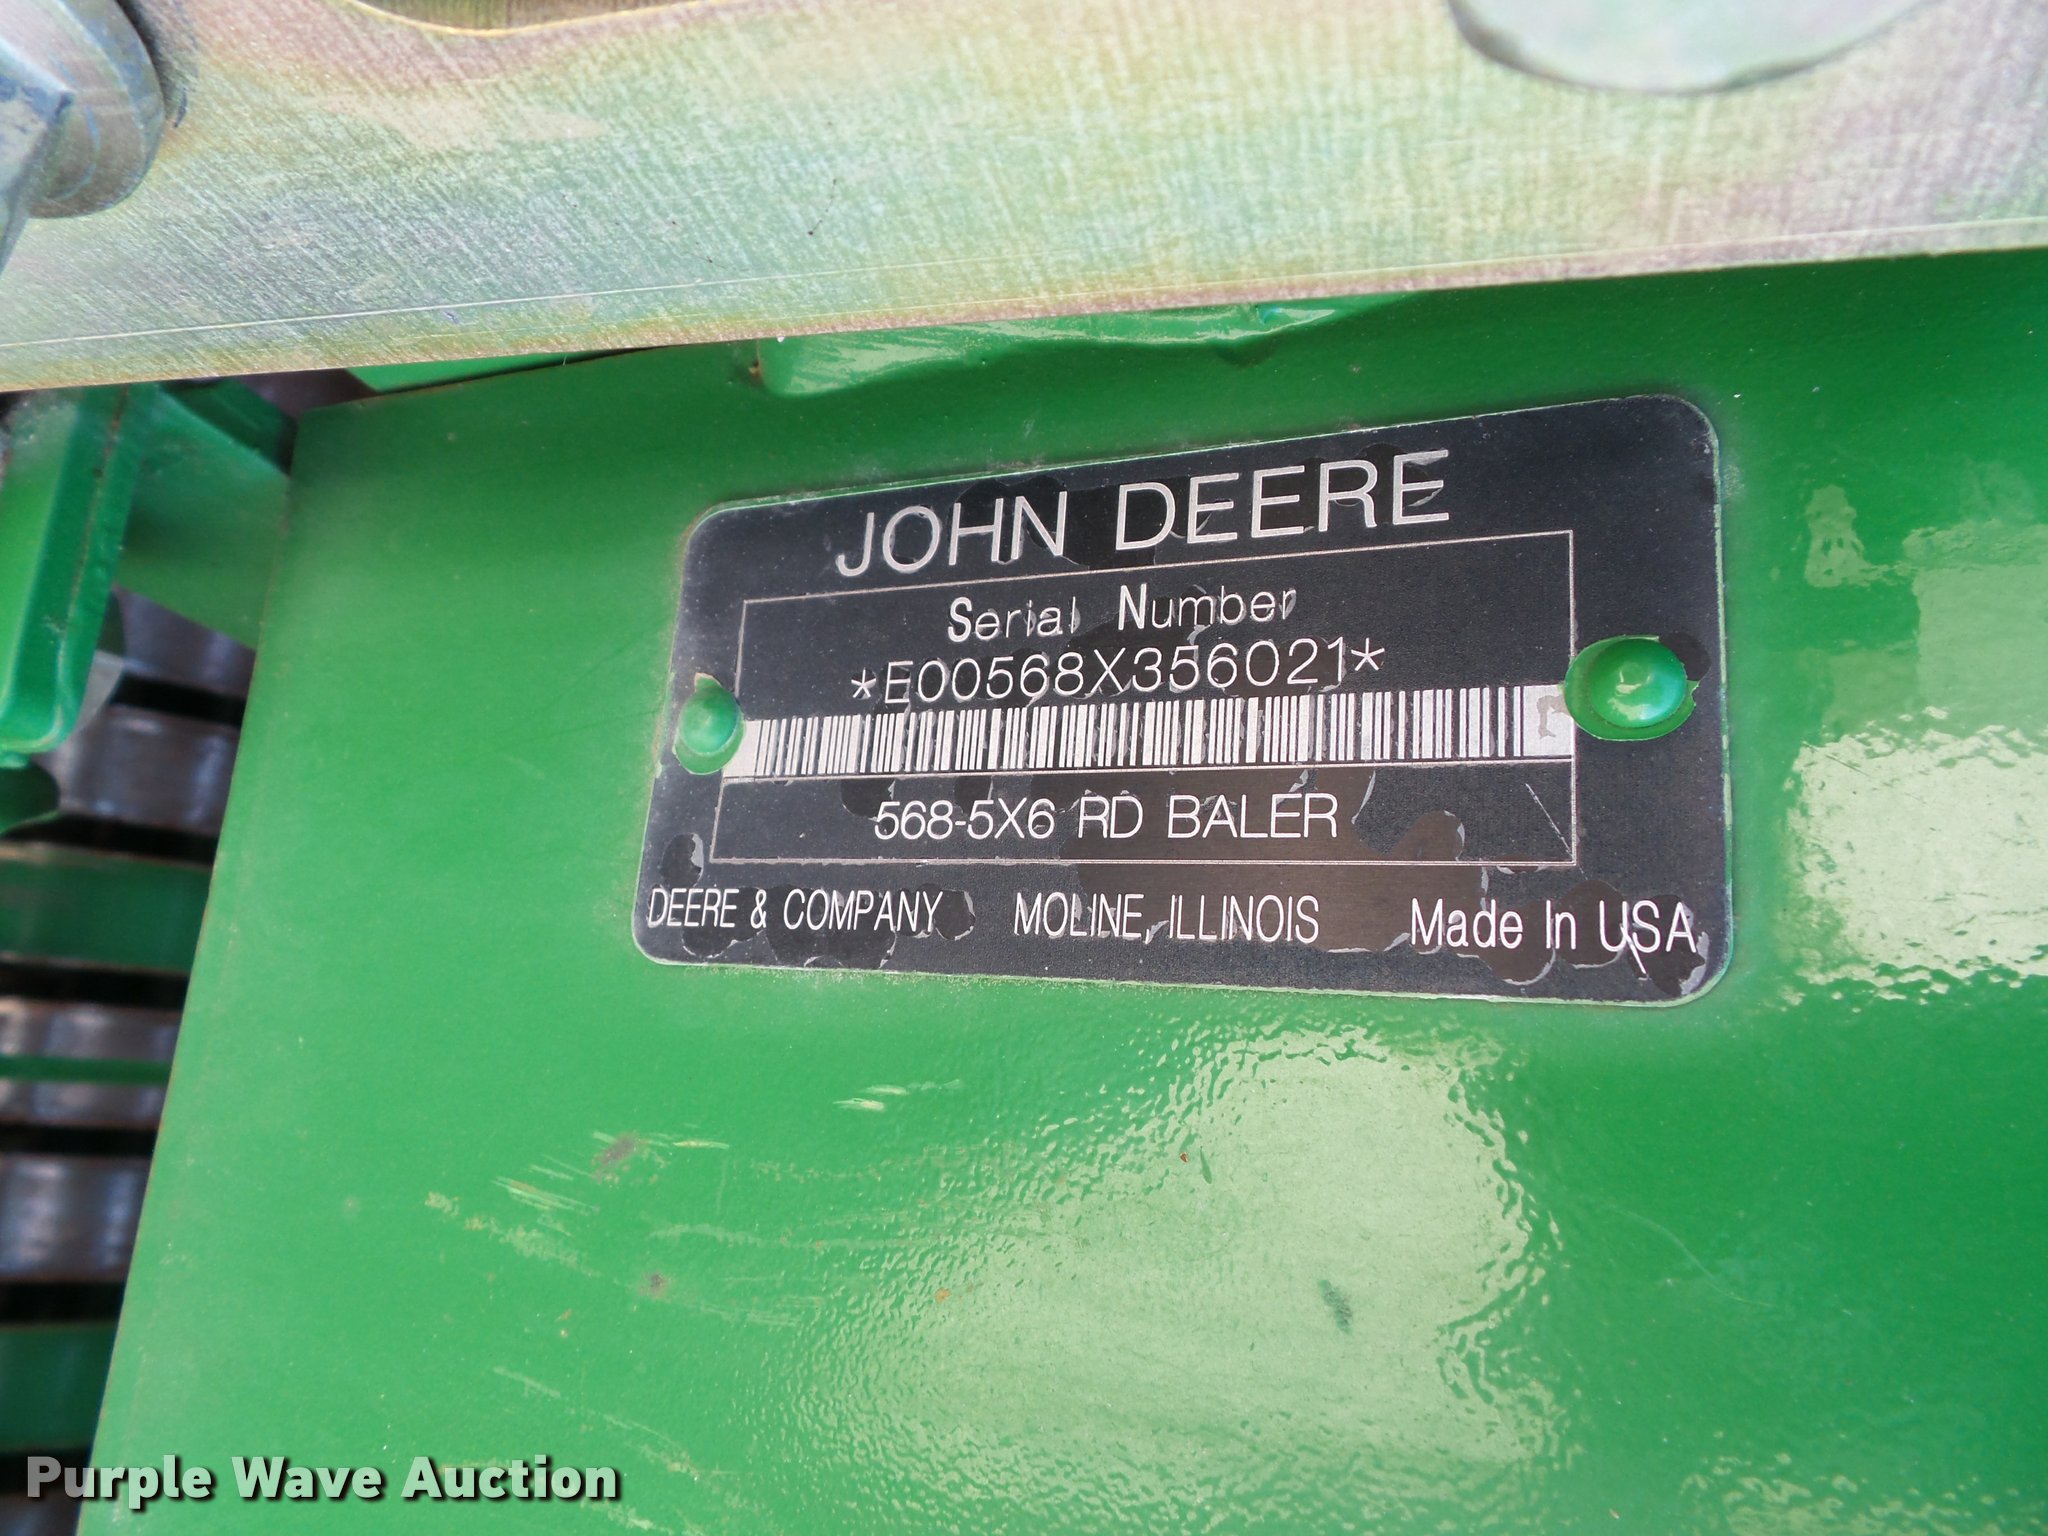 JOHN DEERE
Serial Number
*E00568X356021*
568-5X6 RD BALER
DEERE & COMPANY MOLINE, ILLINOIS Made In USA
Purple Wave Auction